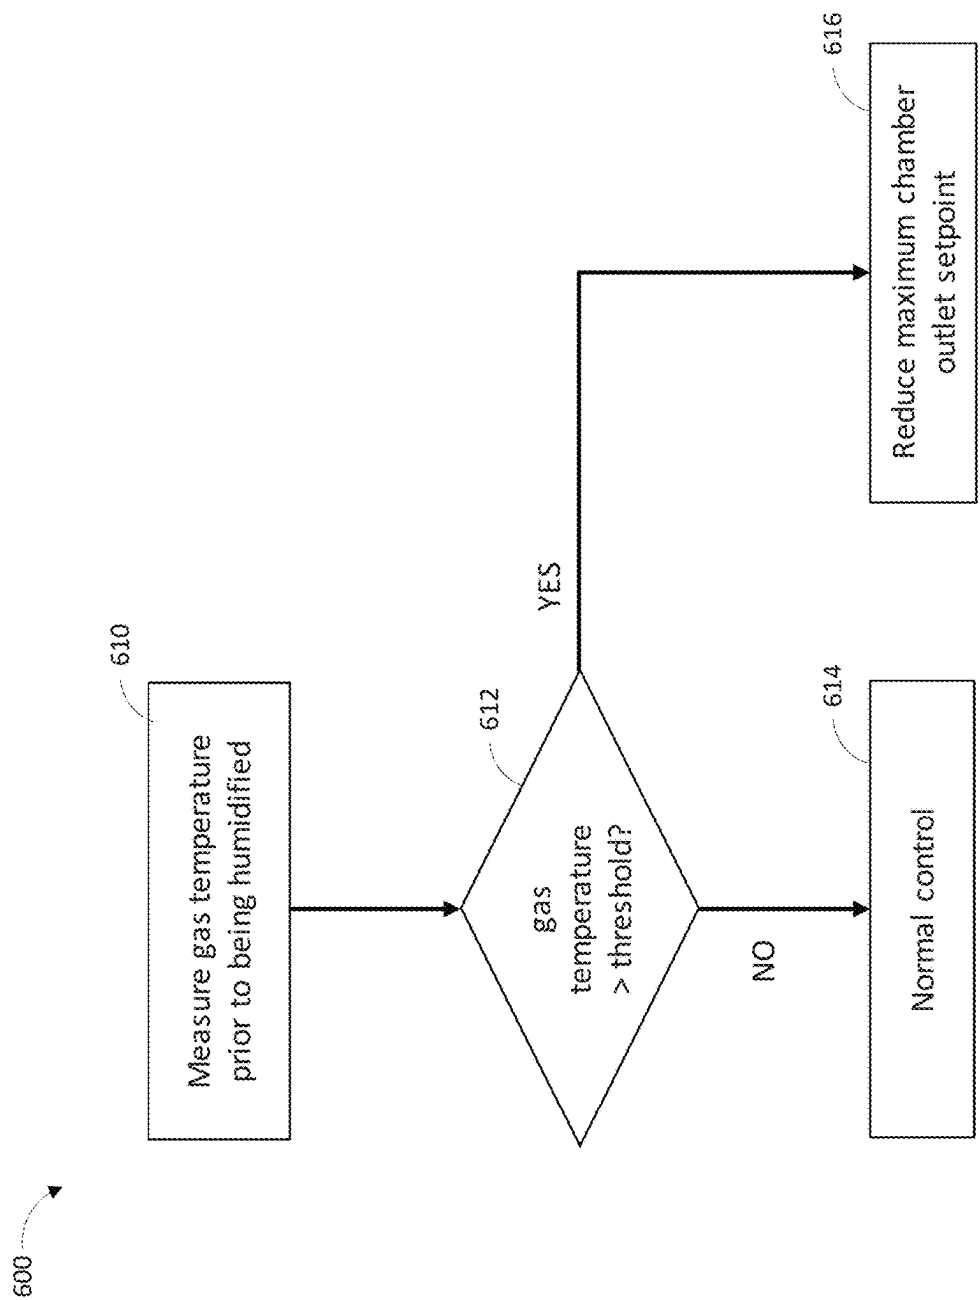 600
610
Measure gas temperature
prior to being humidified
612
gas
temperature
> threshold?
YES
NO
614
Normal control
616
Reduce maximum chamber
outlet setpoint